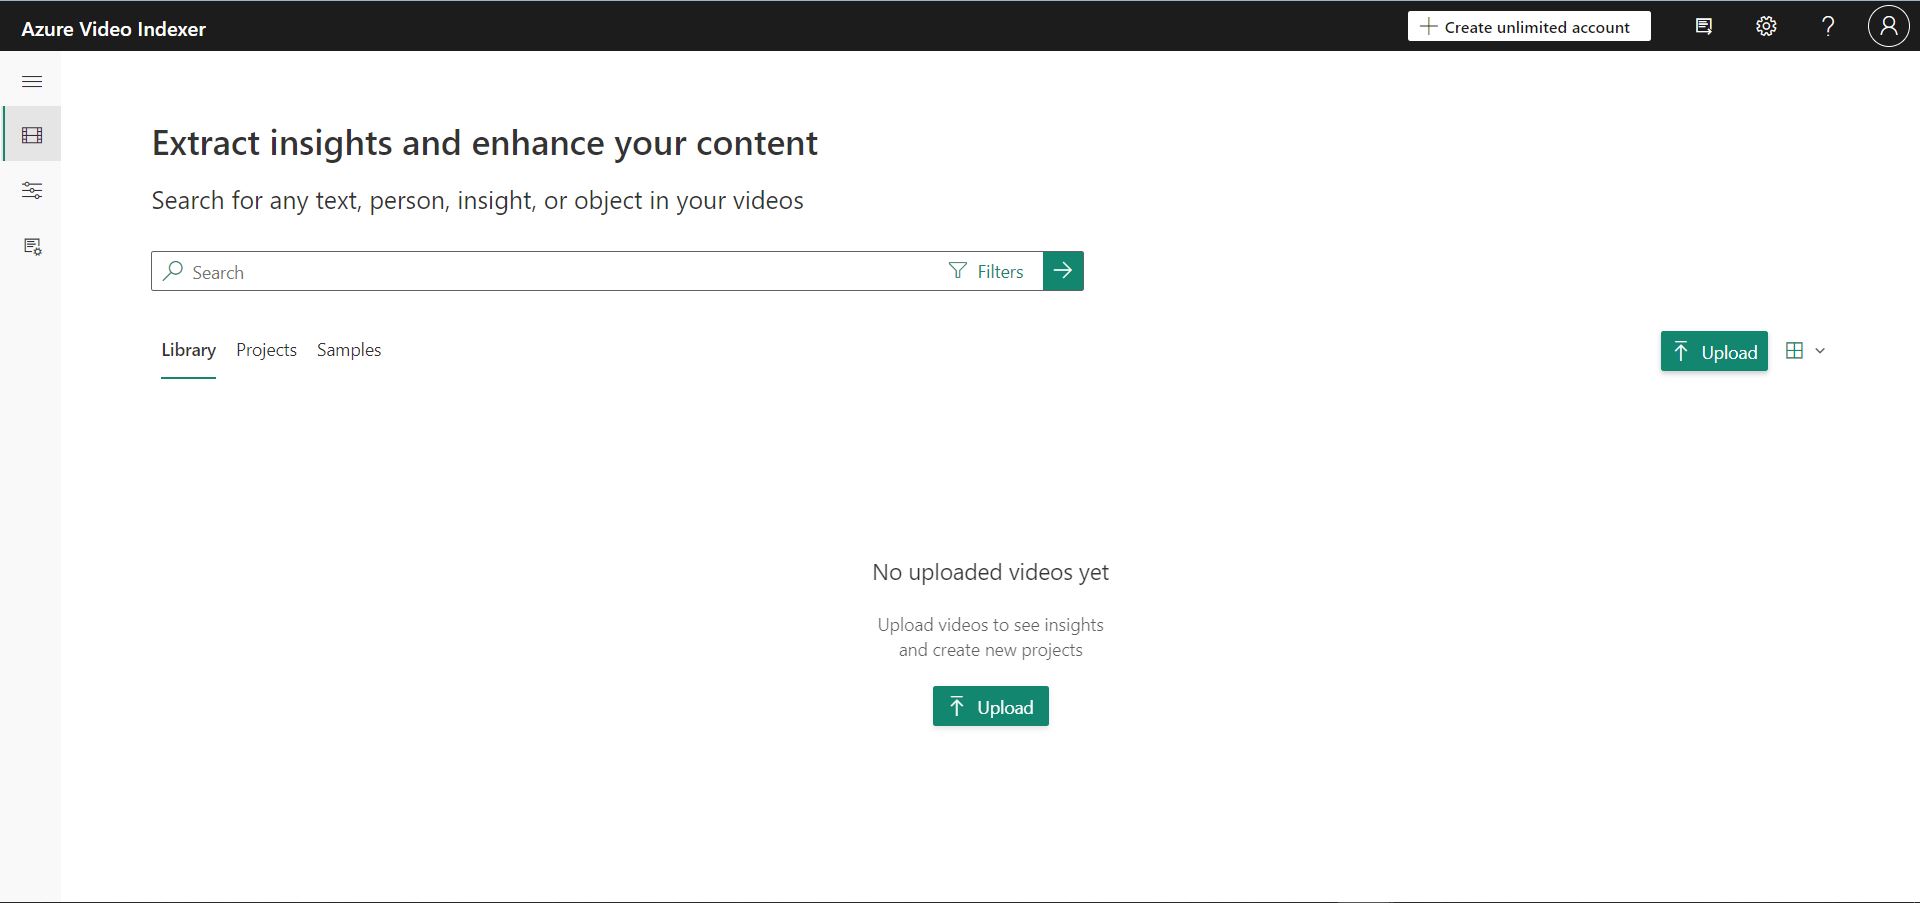 Azure Video Indexer
Create unlimited account
Extract insights and enhance your content
Search for any text, person, insight, or object in your videos
Search
Filters
Library Projects Samples
Upload
No uploaded videos yet
Upload videos to see insights
and create new projects
Upload